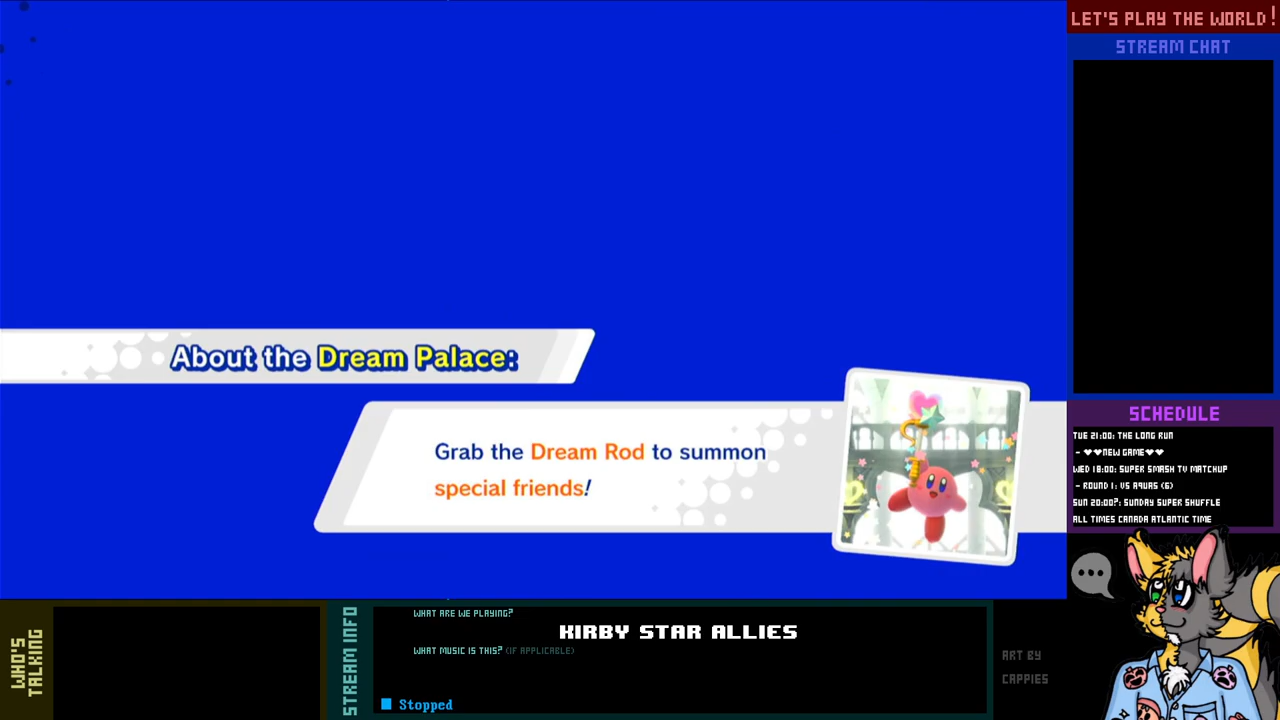 About the Dream Palace:
Grab the Dream Rod to summon
special friends!
LET'S PLAY THE WORLD!
STREAM CHAT
SCHEDULE
TUE 21:00: THE LONG RUN
- ♥♥NEW GAME♥♥
WED 18:00: SUPER SMASH TV MATCHUP
- ROUND 1: VS AQUAS (6)
SUN 20:00?: SUNDAY SUPER SHUFFLE
ALL TIMES CANADA ATLANTIC TIME
WHO'S
TALKING
STREAM INFO
WHAT ARE WE PLAYING?
KIRBY STAR ALLIES
WHAT MUSIC IS THIS? (IF APPLICABLE)
Stopped
ART BY
CAPPIES